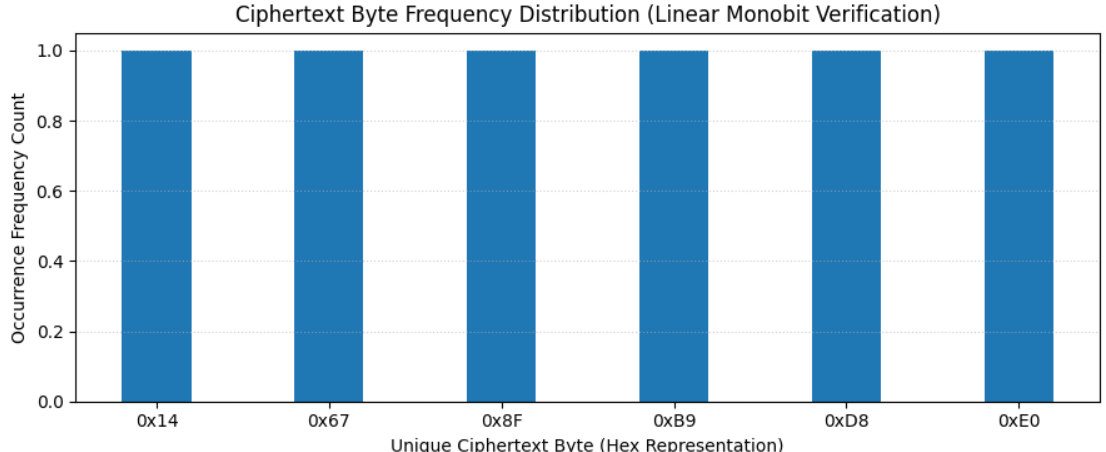 Ciphertext Byte Frequency Distribution (Linear Monobit Verification)
Occurrence Frequency Count
1.0
0.8
0.6
0.4
0.2
0.0
0x14 0x67 0x8F 0xB9 0xD8 0xE0
Unique Ciphertext Byte (Hex Representation)